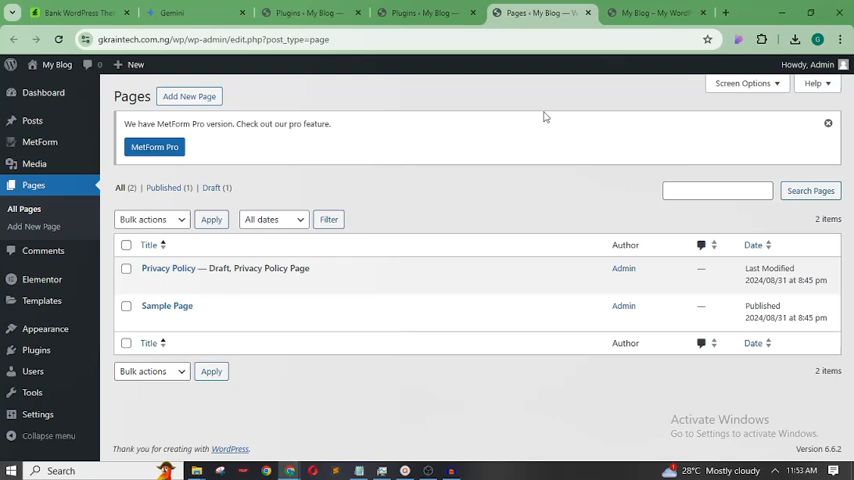 Bank WordPress The
Gemini
Plugins ‹ My Blog —
Plugins ‹ My Blog —
Pages ‹ My Blog — W
My Blog – My WordP
gkraintech.com.ng/wp/wp-admin/edit.php?post_type=page
G
My Blog
0
New
Howdy, Admin
Dashboard
Posts
MetForm
Media
Pages
All Pages
Add New Page
Comments
Elementor
Templates
Appearance
Plugins
Users
Tools
Settings
Collapse menu
Screen Options
Help
Pages
Add New Page
We have MetForm Pro version. Check out our pro feature.
MetForm Pro
All (2) | Published (1) | Draft (1)
Search Pages
Bulk actions
Apply
All dates
Filter
2 items
Title
Author
Date
Privacy Policy — Draft, Privacy Policy Page
Admin
—
Last Modified
2024/08/31 at 8:45 pm
Sample Page
Admin
—
Published
2024/08/31 at 8:45 pm
Title
Author
Date
Bulk actions
Apply
2 items
Activate Windows
Go to Settings to activate Windows.
Thank you for creating with WordPress.
Version 6.6.2
Search
28°C Mostly cloudy
11:53 AM